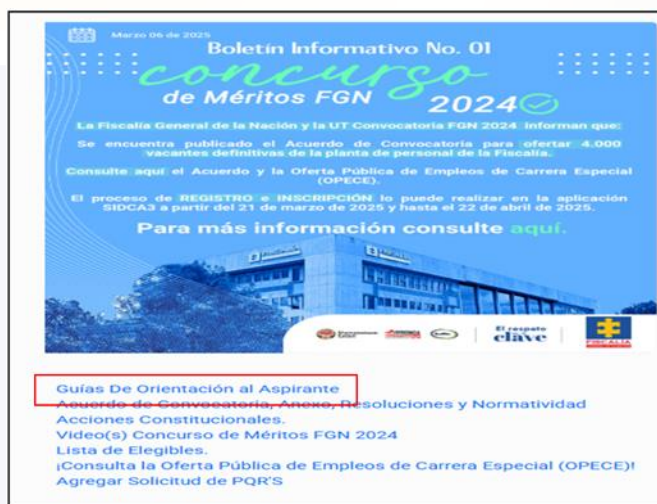 Marzo 06 de 2025
Boletín Informativo No. 01
concurso
de Méritos FGN 2024
La Fiscalía General de la Nación y la UT Convocatoria FGN 2024 informan que:
Se encuentra publicado el Acuerdo de Convocatoria para ofertar 4.000
vacantes definitivas de la planta de personal de la Fiscalía.
Consulte aquí el Acuerdo y la Oferta Pública de Empleos de Carrera Especial
(OPECE).
El proceso de REGISTRO e INSCRIPCIÓN lo puede realizar en la aplicación
SIDCA3 a partir del 21 de marzo de 2025 y hasta el 22 de abril de 2025.
Para más información consulte aquí.
El respeto
clave
FISCALÍA
Guías De Orientación al Aspirante
Acuerdo de Convocatoria, Anexo, Resoluciones y Normatividad
Acciones Constitucionales.
Video(s) Concurso de Méritos FGN 2024
Lista de Elegibles.
¡Consulta la Oferta Pública de Empleos de Carrera Especial (OPECE)!
Agregar Solicitud de PQR'S